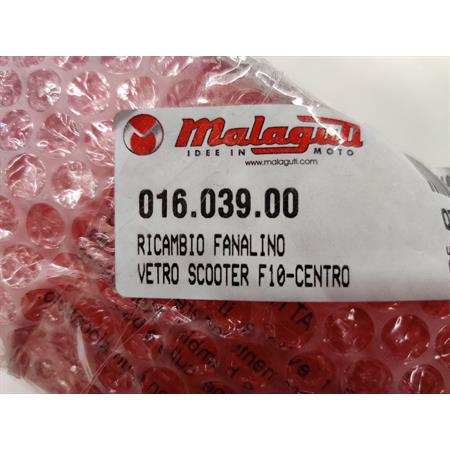 Malaguti
IDEE IN MOTO
www.malaguti.com
016.039.00
RICAMBIO FANALINO
VETRO SCOOTER F10-CENTRO